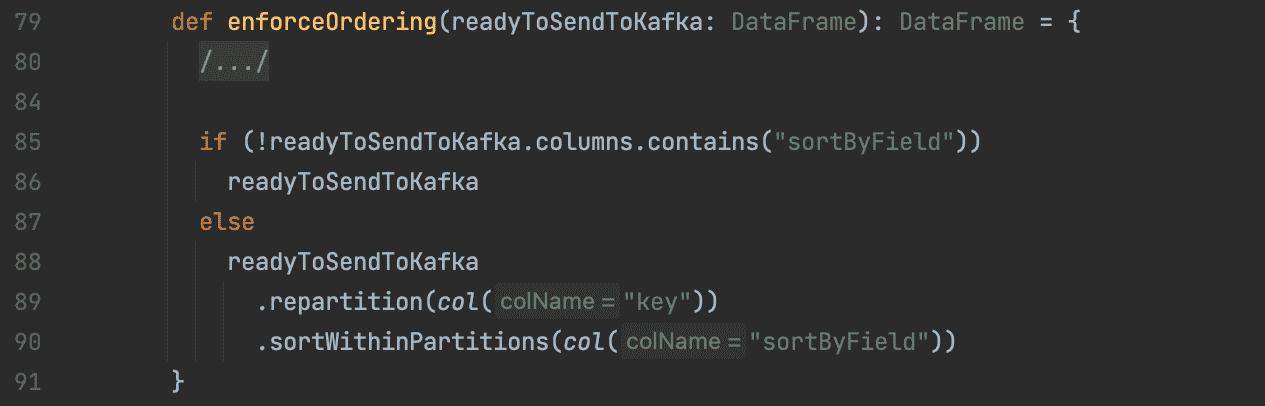 79 def enforceOrdering(readyToSendToKafka: DataFrame): DataFrame = {
80 /.../
84
85 if (!readyToSendToKafka.columns.contains("sortByField"))
86 readyToSendToKafka
87 else
88 readyToSendToKafka
89 .repartition(col( colName = "key"))
90 .sortWithinPartitions(col( colName = "sortByField"))
91 }